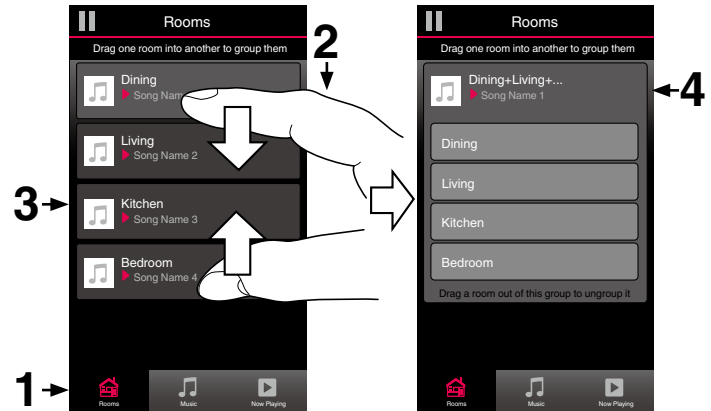 Rooms
Drag one room into another to group them
Dining
Song Nam
Living
Song Name 2
Kitchen
Song Name 3
Bedroom
Song Name 4
Rooms
Music
Now Playing
1
2
3
Rooms
Drag one room into another to group them
Dining+Living+...
Song Name 1
Dining
Living
Kitchen
Bedroom
Drag a room out of this group to ungroup it
Rooms
Music
Now Playing
4